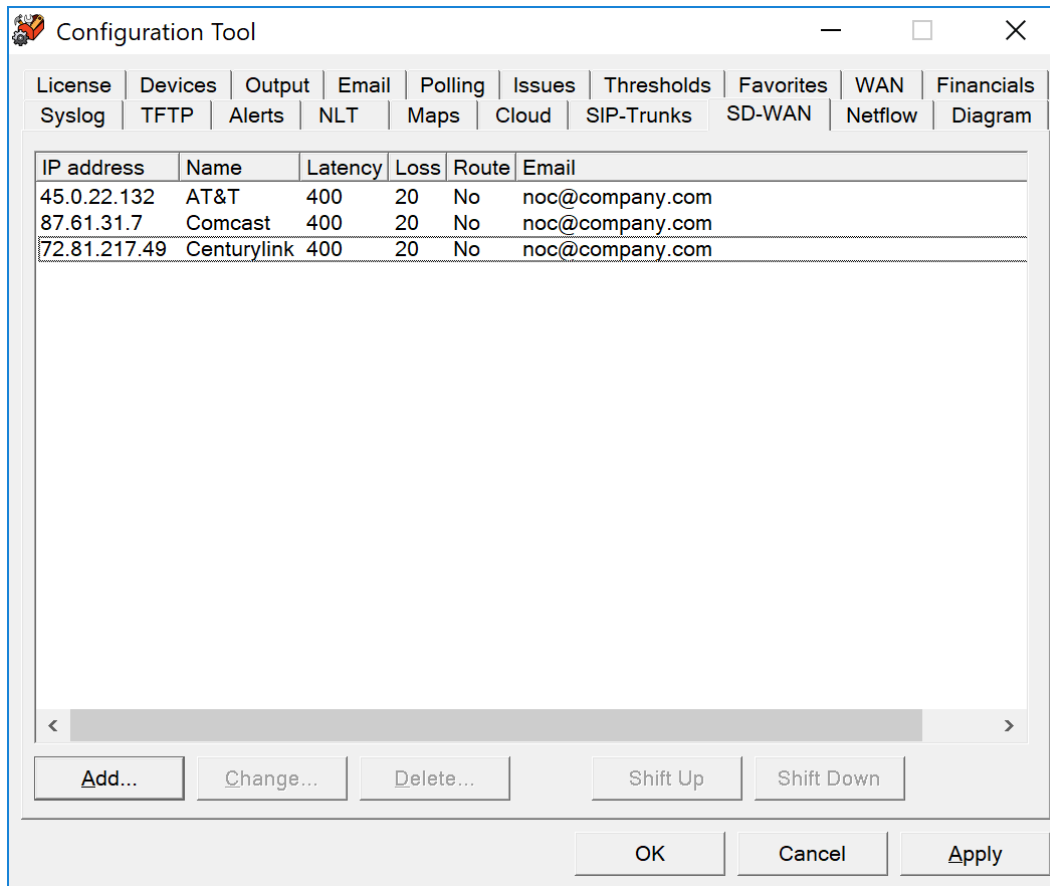 Configuration Tool
License Devices Output Email Polling Issues Thresholds Favorites WAN Financials
Syslog TFTP Alerts NLT Maps Cloud SIP-Trunks SD-WAN Netflow Diagram
IP address Name Latency Loss Route Email
45.0.22.132 AT&T 400 20 No noc@company.com
87.61.31.7 Comcast 400 20 No noc@company.com
72.81.217.49 Centurylink 400 20 No noc@company.com
Add... Change... Delete... Shift Up Shift Down
OK Cancel Apply